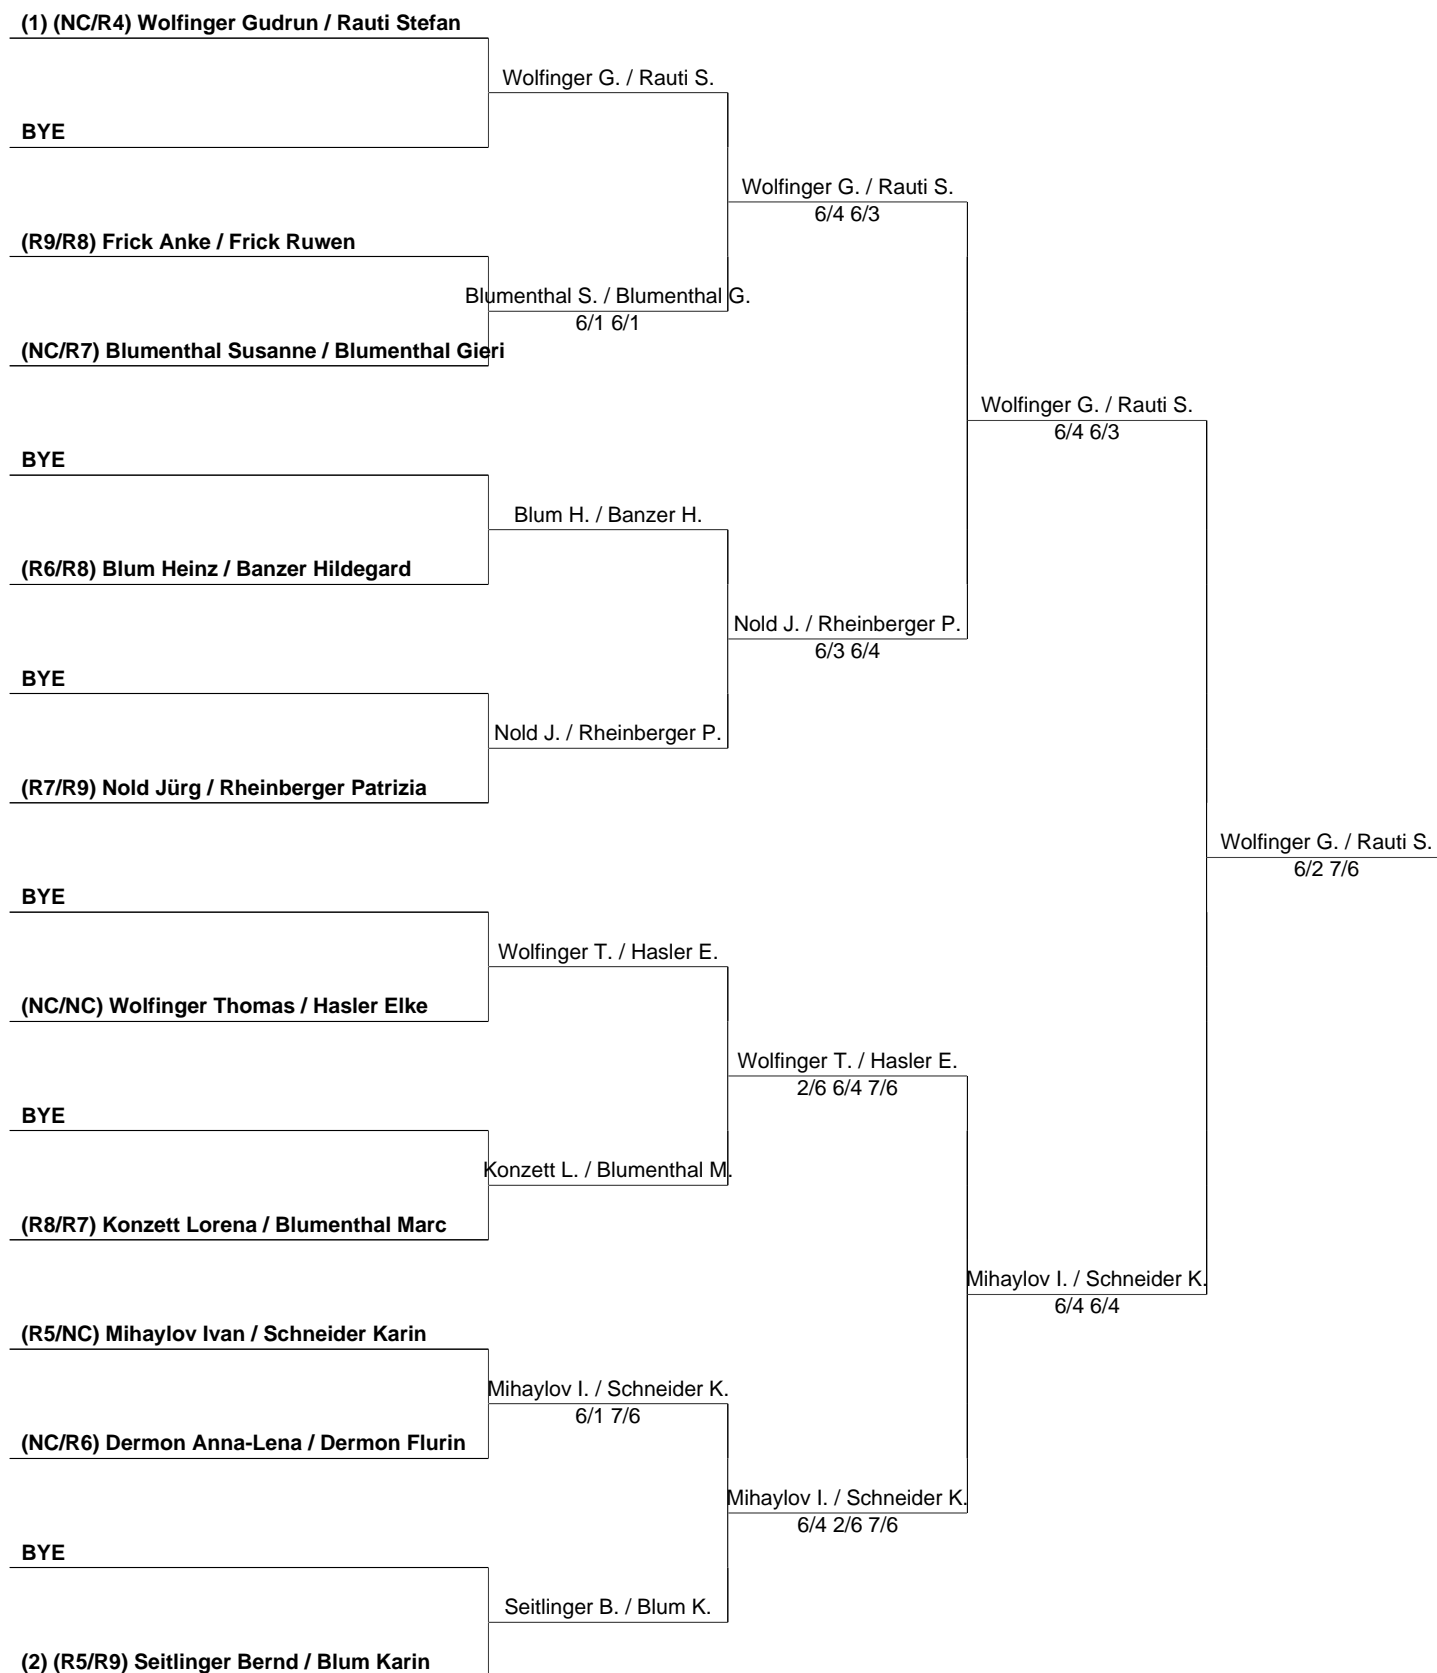 (1) (NC/R4) Wolfinger Gudrun / Rauti Stefan
Wolfinger G. / Rauti S.
BYE
Wolfinger G. / Rauti S.
6/4 6/3
(R9/R8) Frick Anke / Frick Ruwen
Blumenthal S. / Blumenthal G.
6/1 6/1
(NC/R7) Blumenthal Susanne / Blumenthal Gieri
Wolfinger G. / Rauti S.
6/4 6/3
BYE
Blum H. / Banzer H.
(R6/R8) Blum Heinz / Banzer Hildegard
Nold J. / Rheinberger P.
6/3 6/4
BYE
Nold J. / Rheinberger P.
(R7/R9) Nold Jürg / Rheinberger Patrizia
Wolfinger G. / Rauti S.
6/2 7/6
BYE
Wolfinger T. / Hasler E.
(NC/NC) Wolfinger Thomas / Hasler Elke
Wolfinger T. / Hasler E.
2/6 6/4 7/6
BYE
Konzett L. / Blumenthal M.
(R8/R7) Konzett Lorena / Blumenthal Marc
Mihaylov I. / Schneider K.
6/4 6/4
(R5/NC) Mihaylov Ivan / Schneider Karin
Mihaylov I. / Schneider K.
6/1 7/6
(NC/R6) Dermon Anna-Lena / Dermon Flurin
Mihaylov I. / Schneider K.
6/4 2/6 7/6
BYE
Seitlinger B. / Blum K.
(2) (R5/R9) Seitlinger Bernd / Blum Karin